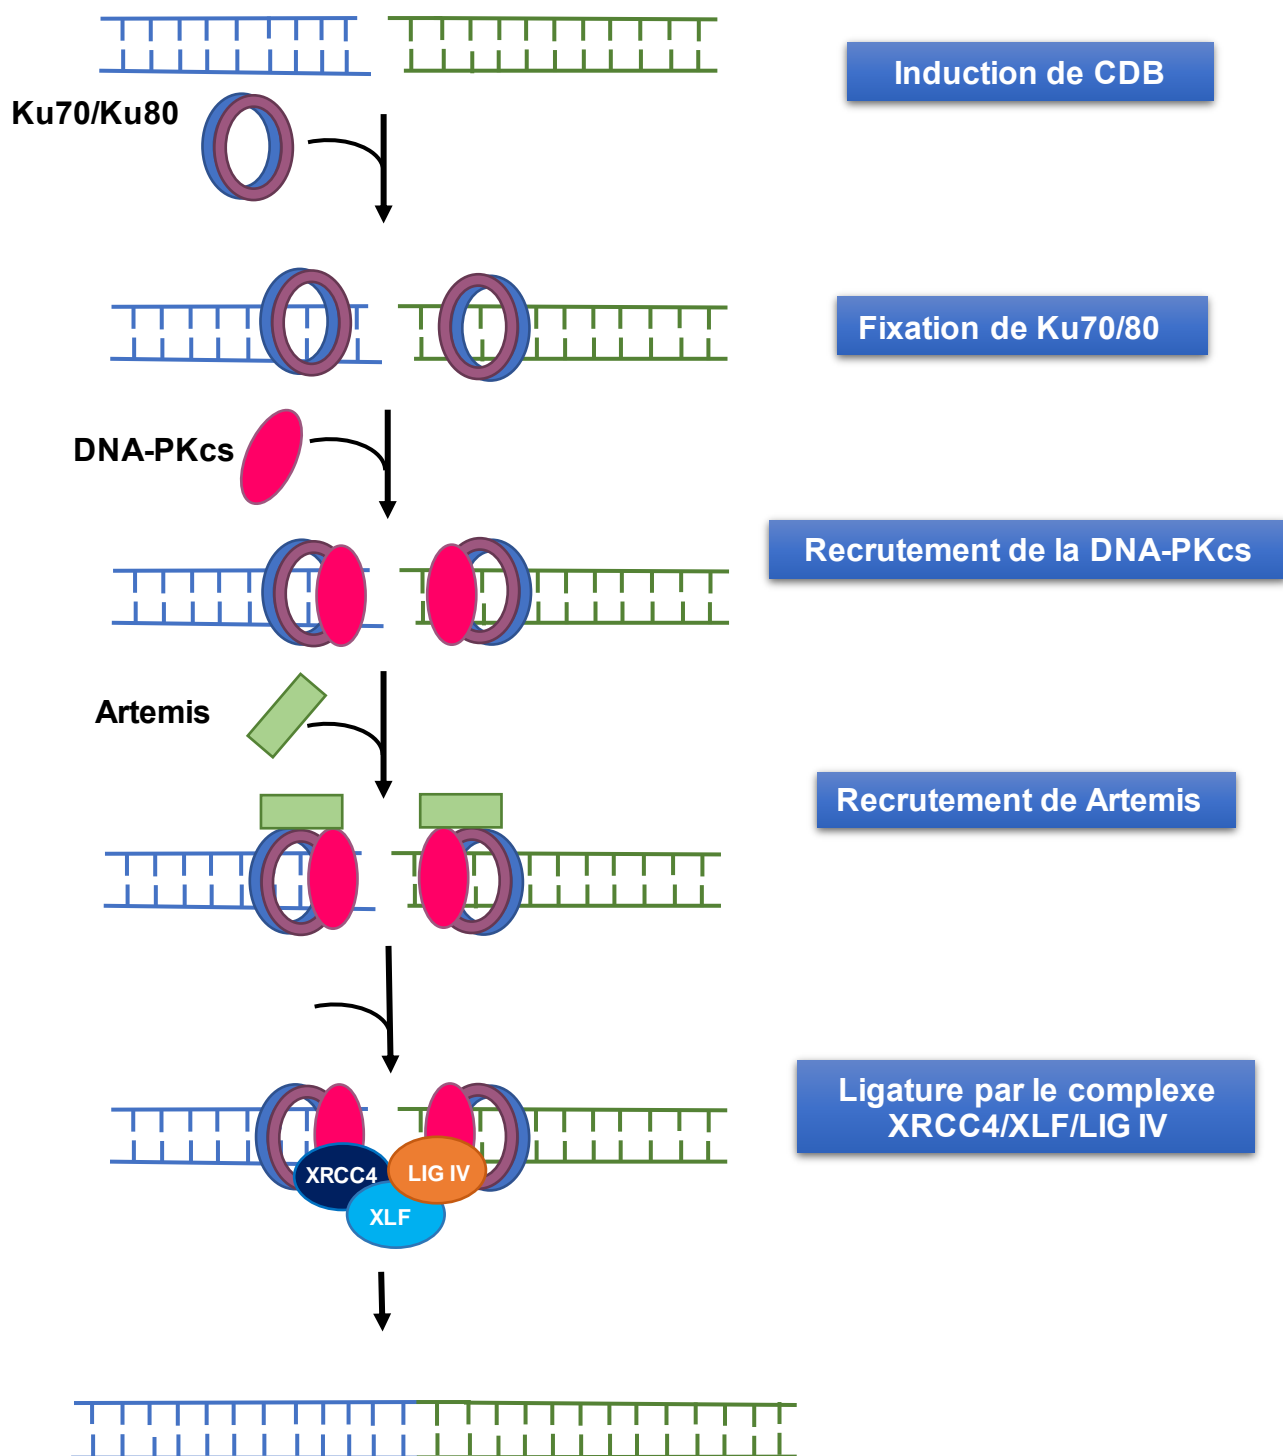 Induction de CDB
Ku70/Ku80
Fixation de Ku70/80
DNA-PKcs
Recrutement de la DNA-PKcs
Artemis
Recrutement de Artemis
Ligature par le complexe
XRCC4/XLF/LIG IV
XRCC4
LIG IV
XLF